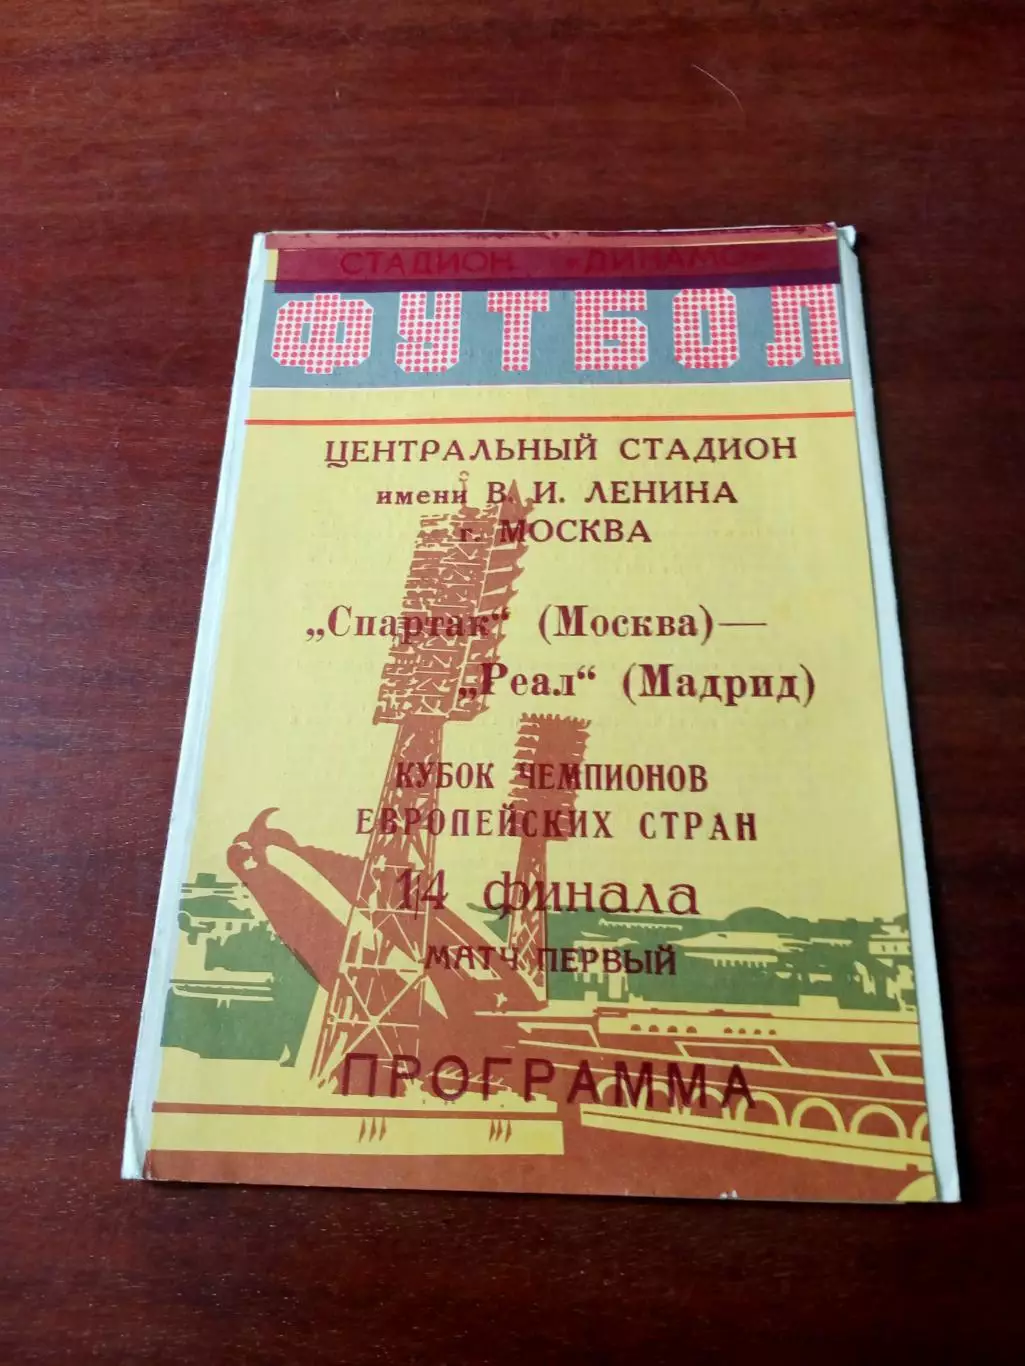 СТАДИОН «ДИНАМО»
ФУТБОЛ
ЦЕНТРАЛЬНЫЙ СТАДИОН
имени В. И. ЛЕНИНА
г. МОСКВА
„Спартак“ (Москва)—
„Реал“ (Мадрид)
КУБОК ЧЕМПИОНОВ
ЕВРОПЕЙСКИХ СТРАН
1/4 финала
МАТЧ ПЕРВЫЙ
ПРОГРАММА